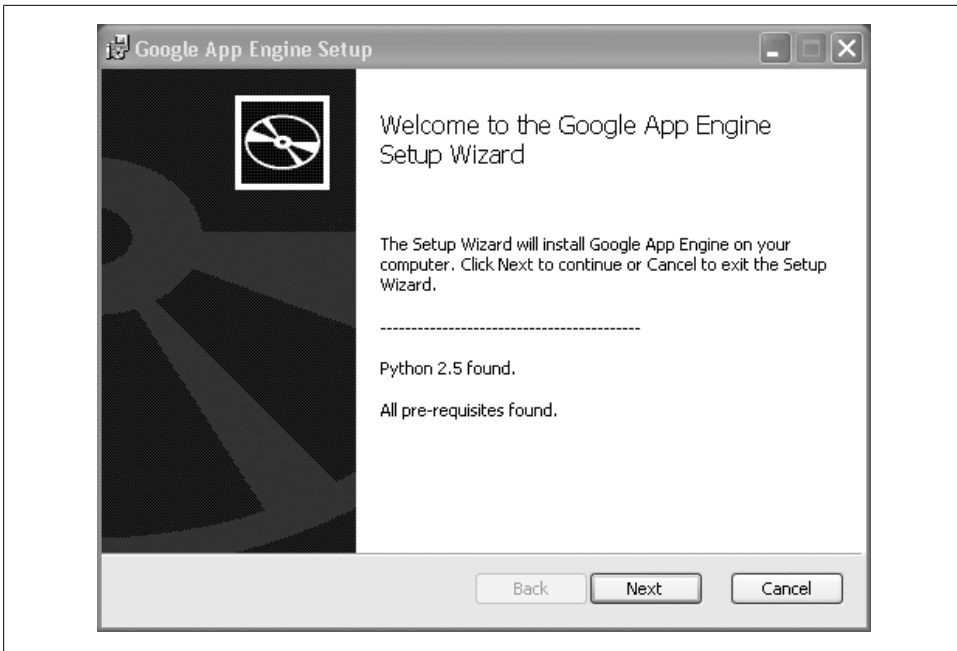 Google App Engine Setup
Welcome to the Google App Engine
Setup Wizard
The Setup Wizard will install Google App Engine on your
computer. Click Next to continue or Cancel to exit the Setup
Wizard.
------------------------------------------
Python 2.5 found.
All pre-requisites found.
Back Next Cancel